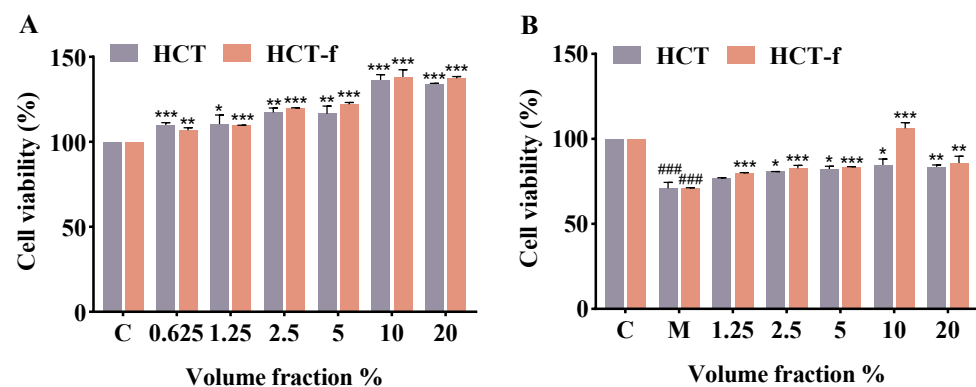 A
HCT HCT-f
Cell viability (%)
150
100
50
0
*** ** * *** ** *** ** *** *** *** *** ***
C 0.625 1.25 2.5 5 10 20
Volume fraction %
B
HCT HCT-f
Cell viability (%)
150
100
50
0
### ### *** * *** * *** * *** ** **
C M 1.25 2.5 5 10 20
Volume fraction %